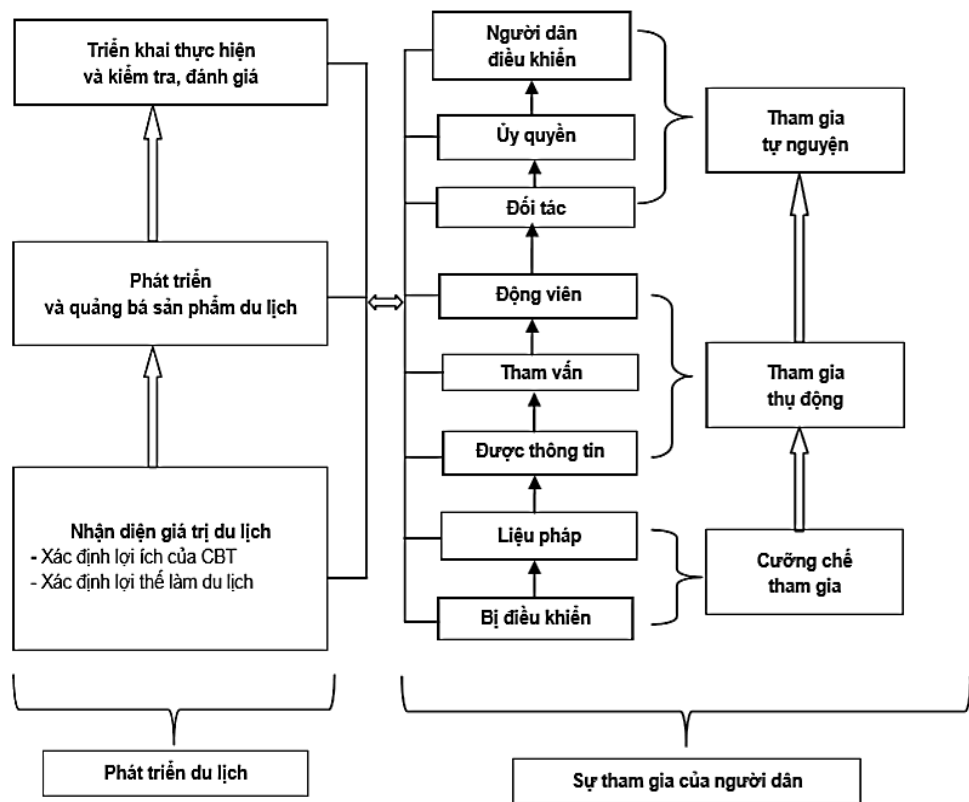 Triển khai thực hiện
và kiểm tra, đánh giá
Phát triển
và quảng bá sản phẩm du lịch
Nhận diện giá trị du lịch
- Xác định lợi ích của CBT
- Xác định lợi thế làm du lịch
Phát triển du lịch
Người dân
điều khiển
Ủy quyền
Đối tác
Động viên
Tham vấn
Được thông tin
Liệu pháp
Bị điều khiển
Tham gia
tự nguyện
Tham gia
thụ động
Cưỡng chế
tham gia
Sự tham gia của người dân